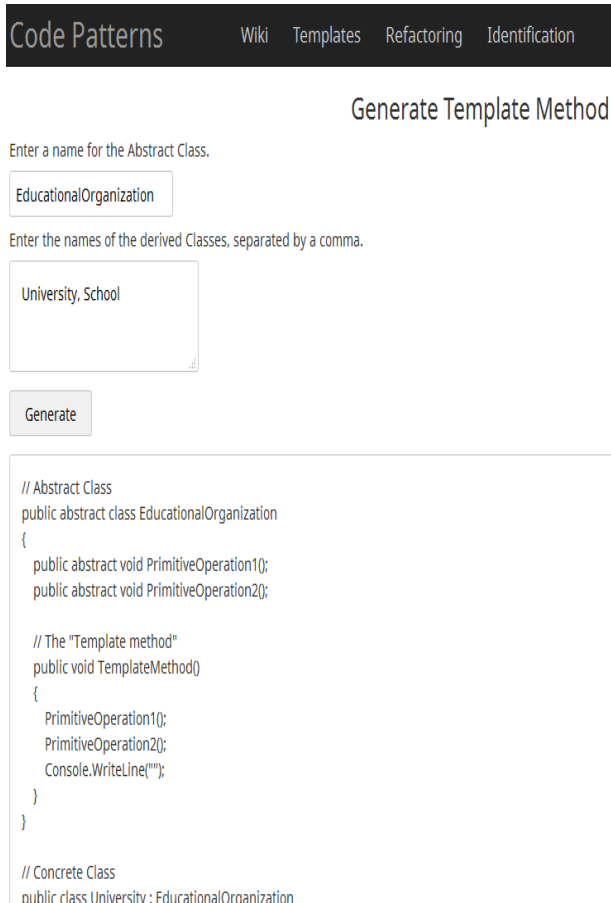 Code Patterns Wiki Templates Refactoring Identification
Generate Template Method
Enter a name for the Abstract Class.
EducationalOrganization
Enter the names of the derived Classes, separated by a comma.
University, School
Generate
// Abstract Class
public abstract class EducationalOrganization
{
public abstract void PrimitiveOperation1();
public abstract void PrimitiveOperation2();
// The "Template method"
public void TemplateMethod()
{
PrimitiveOperation1();
PrimitiveOperation2();
Console.WriteLine("");
}
}
// Concrete Class
public class University : EducationalOrganization